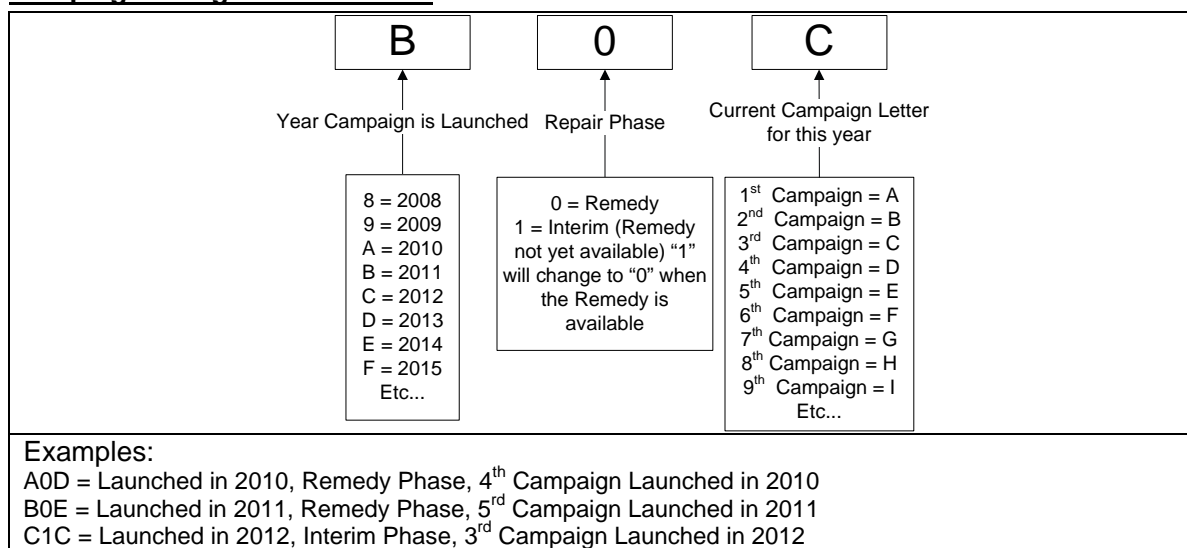 B 0 C
Year Campaign is Launched
Repair Phase
Current Campaign Letter
for this year
8 = 2008
9 = 2009
A = 2010
B = 2011
C = 2012
D = 2013
E = 2014
F = 2015
Etc...
0 = Remedy
1 = Interim (Remedy
not yet available) “1”
will change to “0” when
the Remedy is
available
1st Campaign = A
2nd Campaign = B
3rd Campaign = C
4th Campaign = D
5th Campaign = E
6th Campaign = F
7th Campaign = G
8th Campaign = H
9th Campaign = I
Etc...
Examples:
A0D = Launched in 2010, Remedy Phase, 4th Campaign Launched in 2010
B0E = Launched in 2011, Remedy Phase, 5rd Campaign Launched in 2011
C1C = Launched in 2012, Interim Phase, 3rd Campaign Launched in 2012